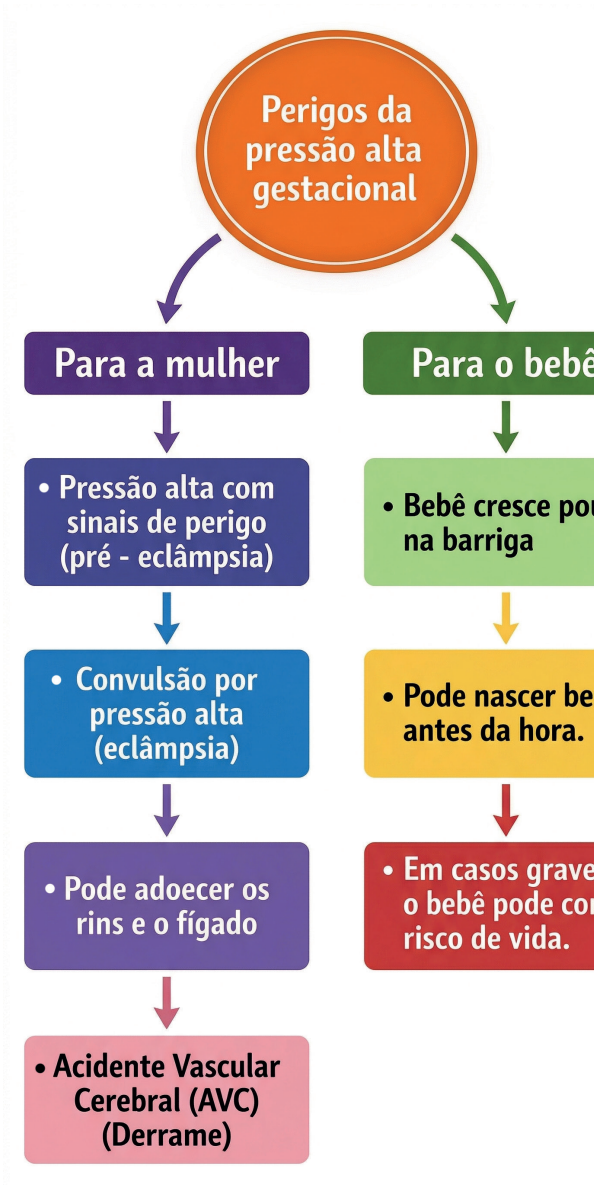 Perigos da
pressão alta
gestacional
Para a mulher
• Pressão alta com
sinais de perigo
(pré - eclâmpsia)
• Convulsão por
pressão alta
(eclâmpsia)
• Pode adoecer os
rins e o fígado
• Acidente Vascular
Cerebral (AVC)
(Derrame)
Para o bebê
• Bebê cresce
na barriga
• Pode nascer
antes da hora.
• Em casos
o bebê pode
risco de vida.